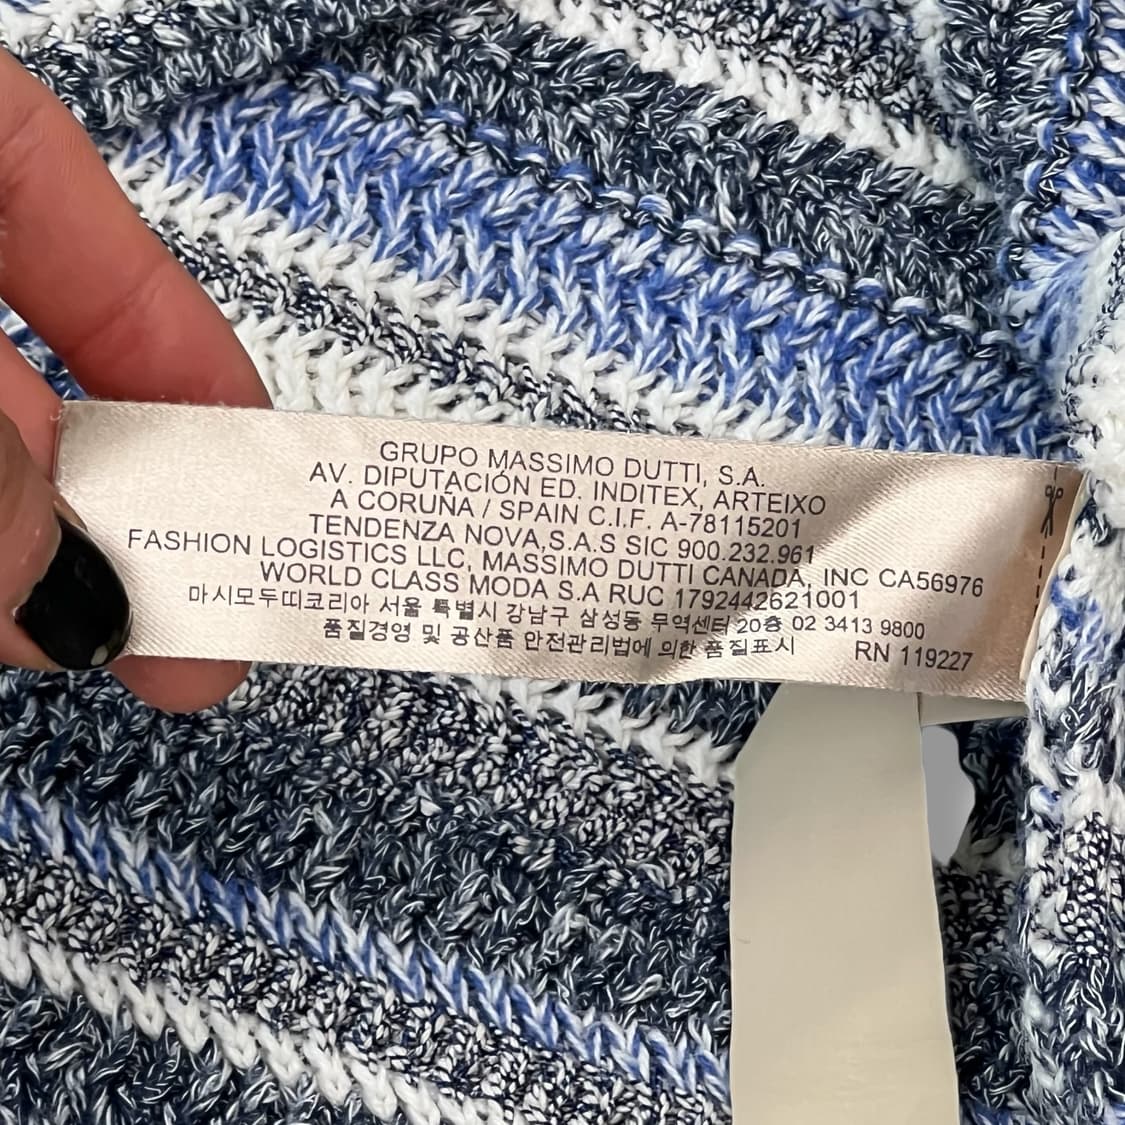 GRUPO MASSIMO DUTTI, S.A.
AV. DIPUTACIÓN ED. INDITEX, ARTEIXO
A CORUÑA / SPAIN C.I.F. A-78115201
TENDENZA NOVA,S.A.S SIC 900.232.961
FASHION LOGISTICS LLC, MASSIMO DUTTI CANADA, INC CA56976
WORLD CLASS MODA S.A RUC 1792442621001
마시모두띠코리아 서울 특별시 강남구 삼성동 무역센터 20층 02 3413 9800
품질경영 및 공산품 안전관리법에 의한 품질표시 RN 119227